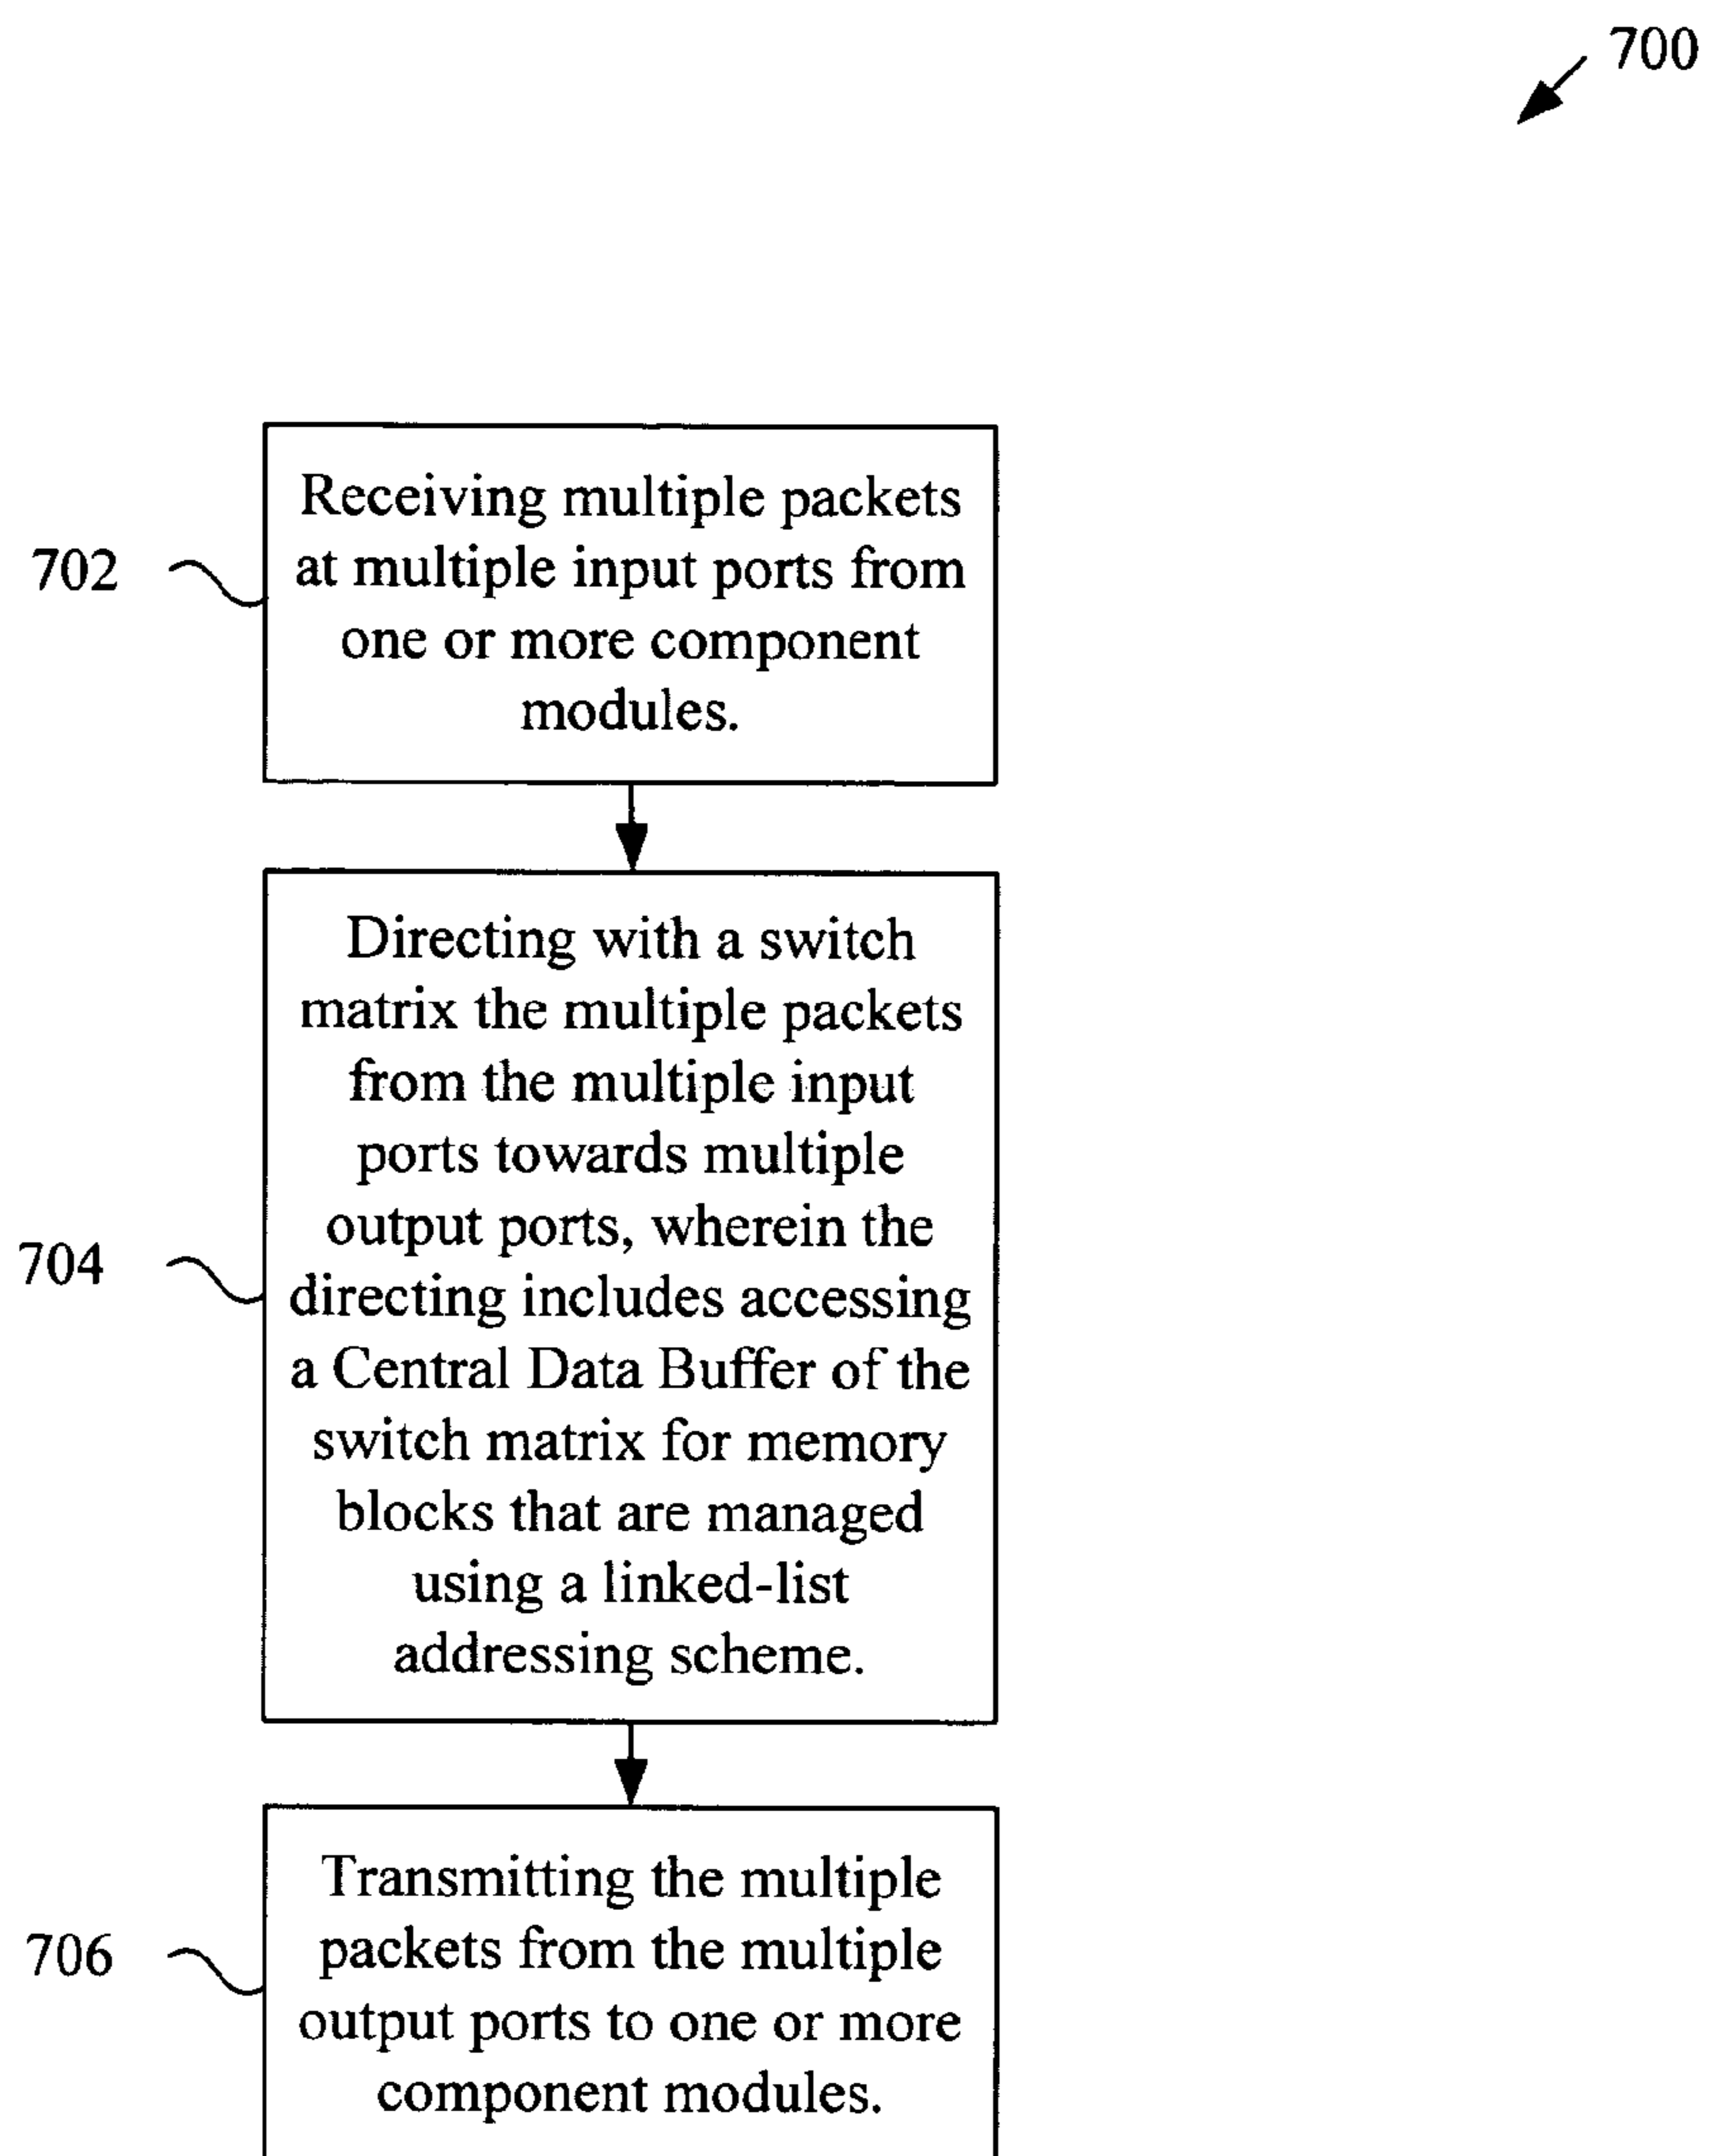 700
702
Receiving multiple packets
at multiple input ports from
one or more component
modules.
704
Directing with a switch
matrix the multiple packets
from the multiple input
ports towards multiple
output ports, wherein the
directing includes accessing
a Central Data Buffer of the
switch matrix for memory
blocks that are managed
using a linked-list
addressing scheme.
706
Transmitting the multiple
packets from the multiple
output ports to one or more
component modules.